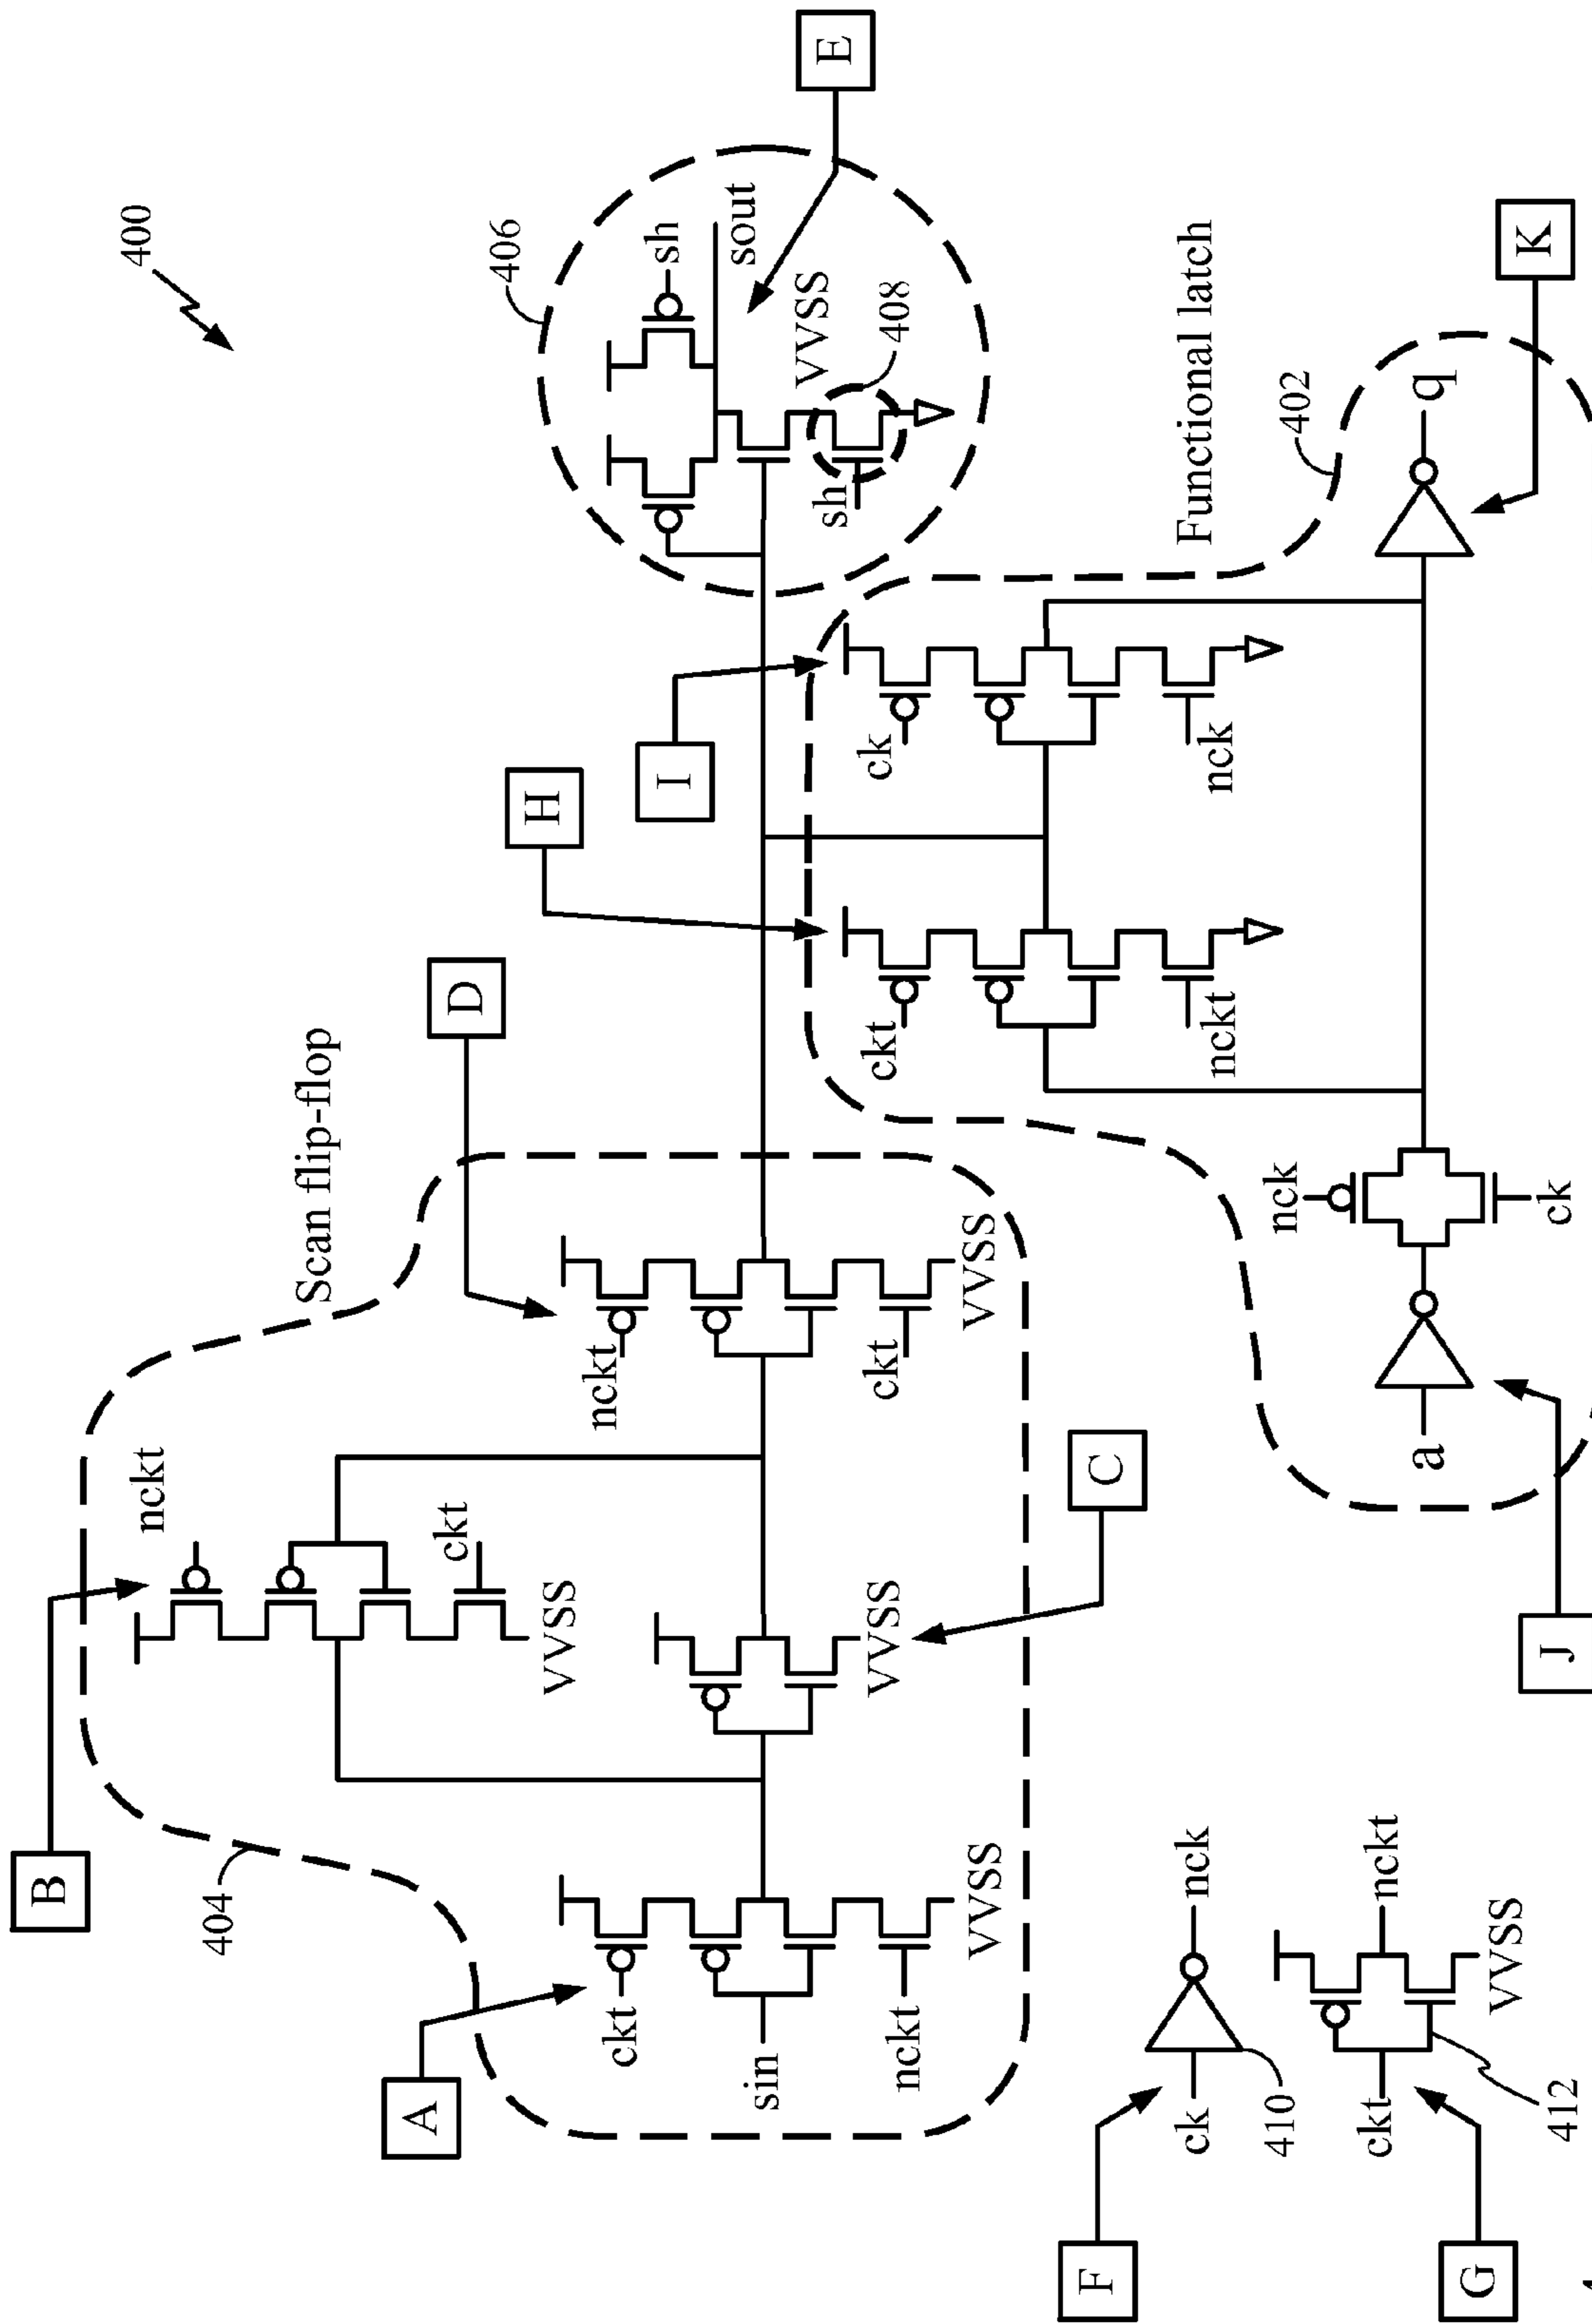 400
B
nckt
ckt
VVSS
404
Scan flip-flop
D
H
I
406
sh
sout
VVSS
sh
408
E
A
ckt
sin
nckt
VVSS
VVSS
C
nckt
ckt
VVSS
Functional latch
402
ckt
nckt
ck
nck
F
ck
nck
410
G
ckt
nckt
VVSS
412
J
a
nck
ck
q
K